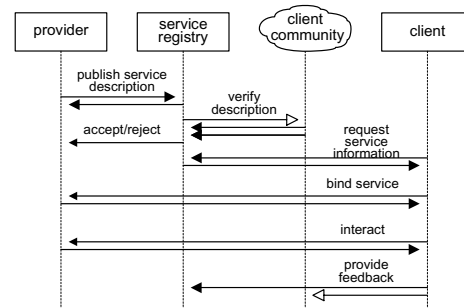 provider
service
registry
client
community
client
publish service
description
verify
description
accept/reject
request
service
information
bind service
interact
provide
feedback